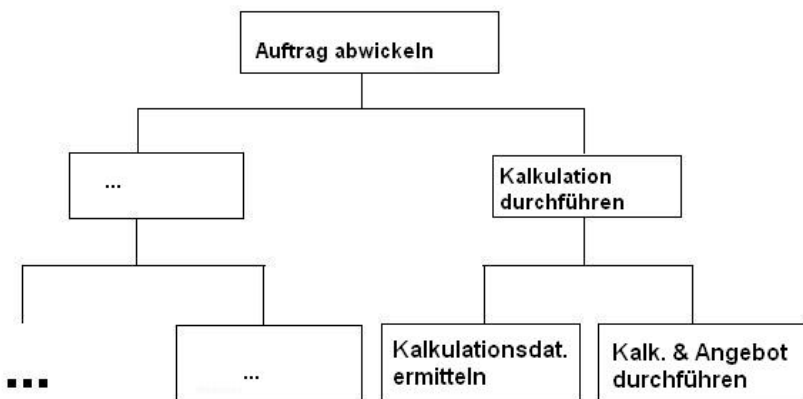 Auftrag abwickeln
...
Kalkulation
durchführen
...
...
Kalkulationsdat.
ermitteln
Kalk. & Angebot
durchführen